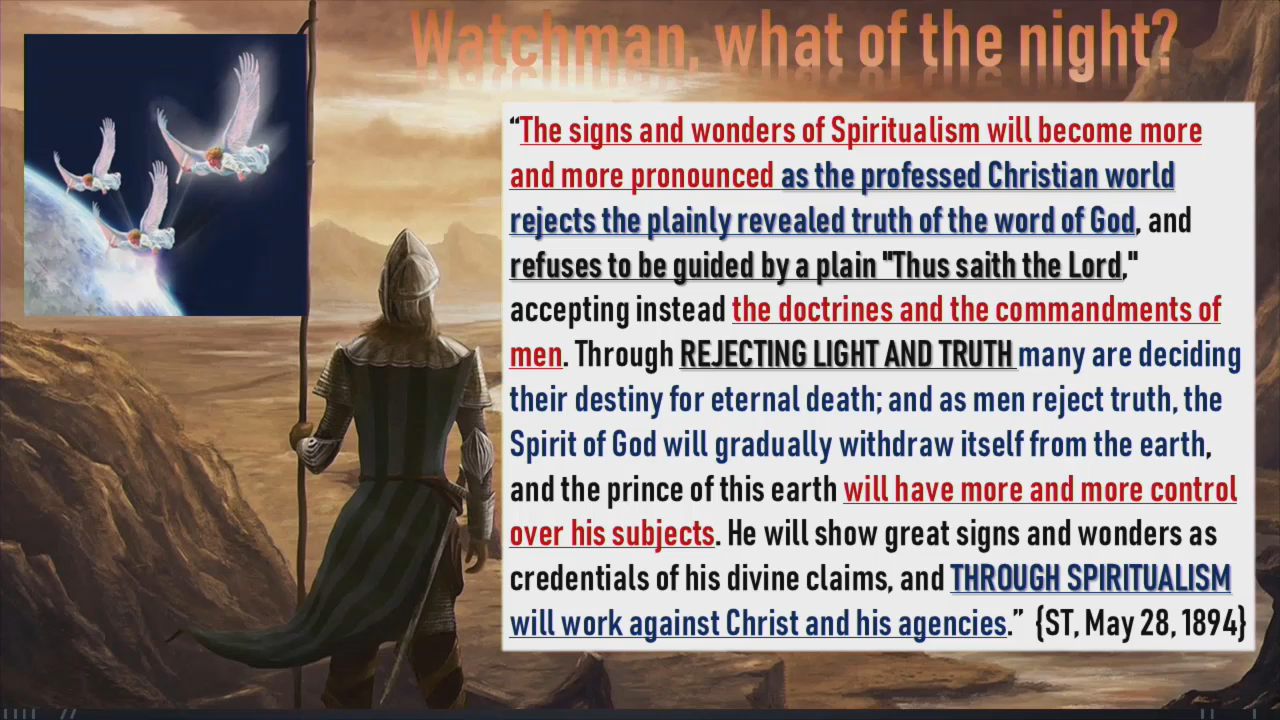 Watchman, what of the night?
“The signs and wonders of Spiritualism will become more
and more pronounced as the professed Christian world
rejects the plainly revealed truth of the word of God, and
refuses to be guided by a plain "Thus saith the Lord,"
accepting instead the doctrines and the commandments of
men. Through REJECTING LIGHT AND TRUTH many are deciding
their destiny for eternal death; and as men reject truth, the
Spirit of God will gradually withdraw itself from the earth,
and the prince of this earth will have more and more control
over his subjects. He will show great signs and wonders as
credentials of his divine claims, and THROUGH SPIRITUALISM
will work against Christ and his agencies.” {ST, May 28, 1894}